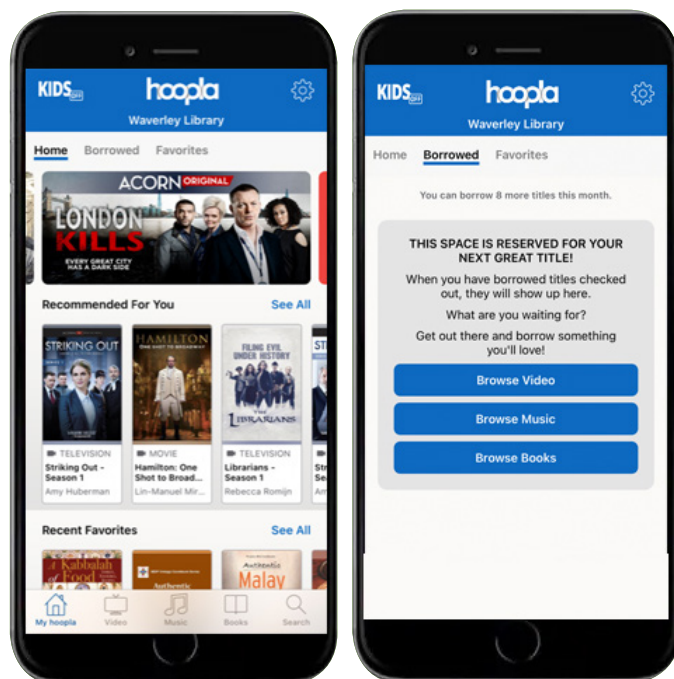 KIDS OFF
hoopla
Waverley Library
Home Borrowed Favorites
ACORN ORIGINAL
LONDON
KILLS
EVERY GREAT CITY
HAS A DARK SIDE
Recommended For You See All
STRIKING OUT
HAMILTON
ONE SHOT TO BROADWAY
FILING EVIL
UNDER HISTORY
THE
LIBRARIANS
STRI
TELEVISION
Striking Out -
Season 1
Amy Huberman
MOVIE
Hamilton: One
Shot to Broad...
Lin-Manuel Mir...
TELEVISION
Librarians -
Season 1
Rebecca Romijn
Recent Favorites See All
A Kabbalah
of Food
Authentic
Authentic
Malay
My hoopla Video Music Books Search
KIDS OFF
hoopla
Waverley Library
Home Borrowed Favorites
You can borrow 8 more titles this month.
THIS SPACE IS RESERVED FOR YOUR
NEXT GREAT TITLE!
When you have borrowed titles checked
out, they will show up here.
What are you waiting for?
Get out there and borrow something
you'll love!
Browse Video
Browse Music
Browse Books